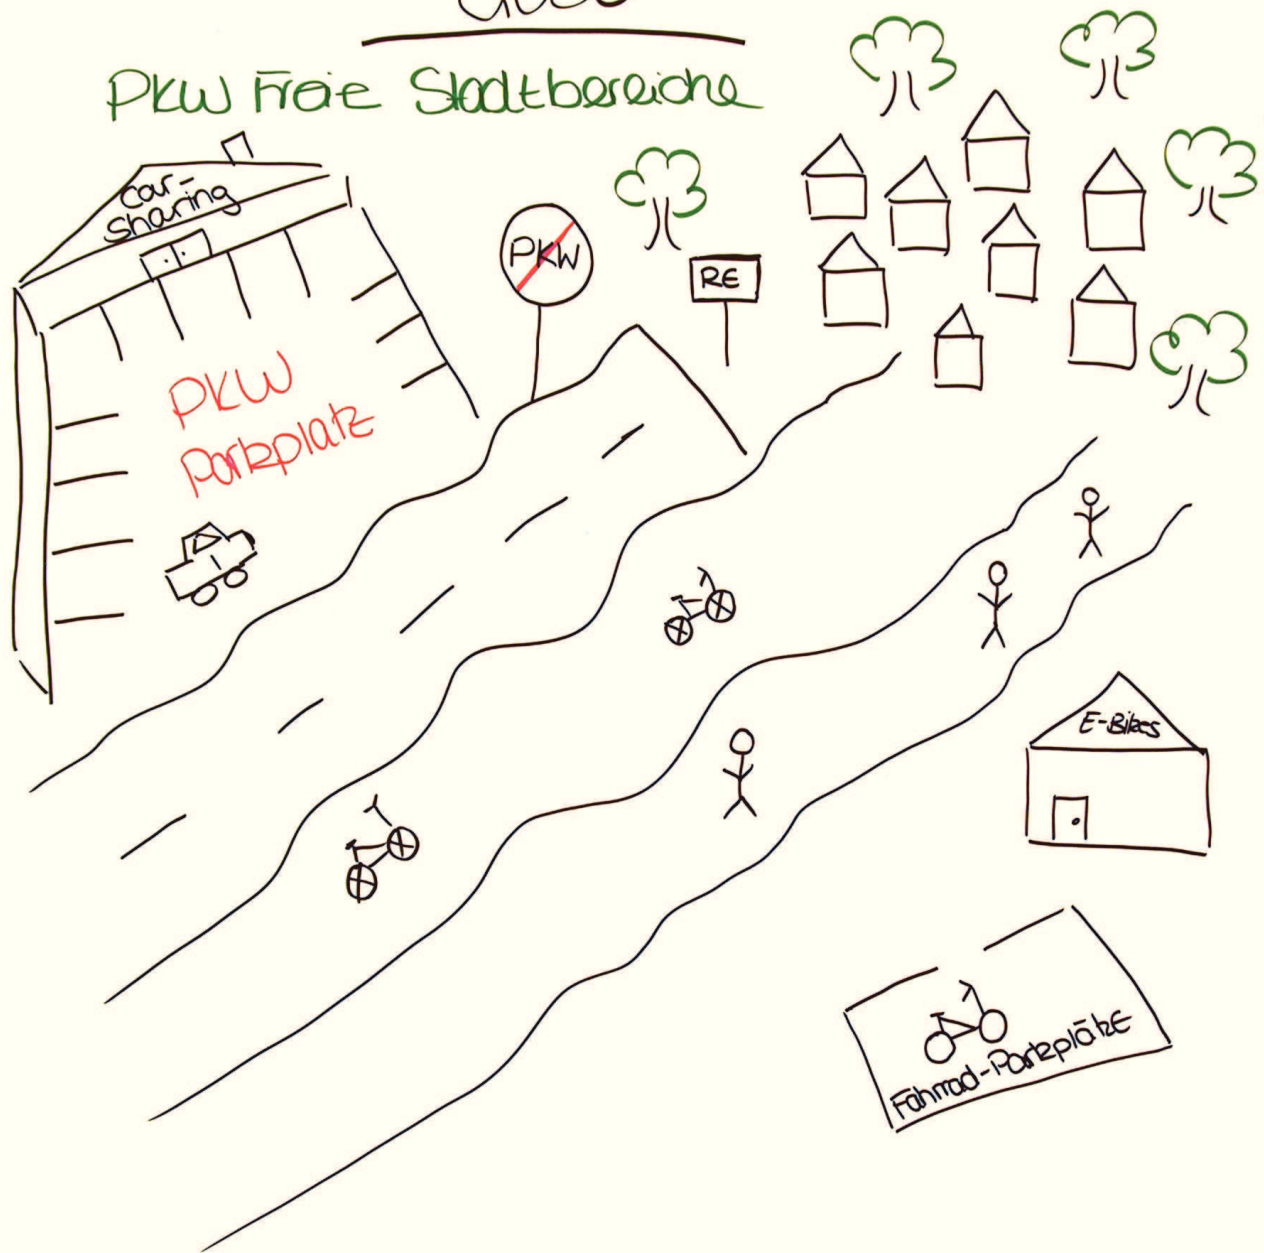 PKW Freie Stadtbereiche
Car-
Sharing
PKW
RE
PKW
Parkplatz
E-Bikes
Fahrrad-Parkplätze